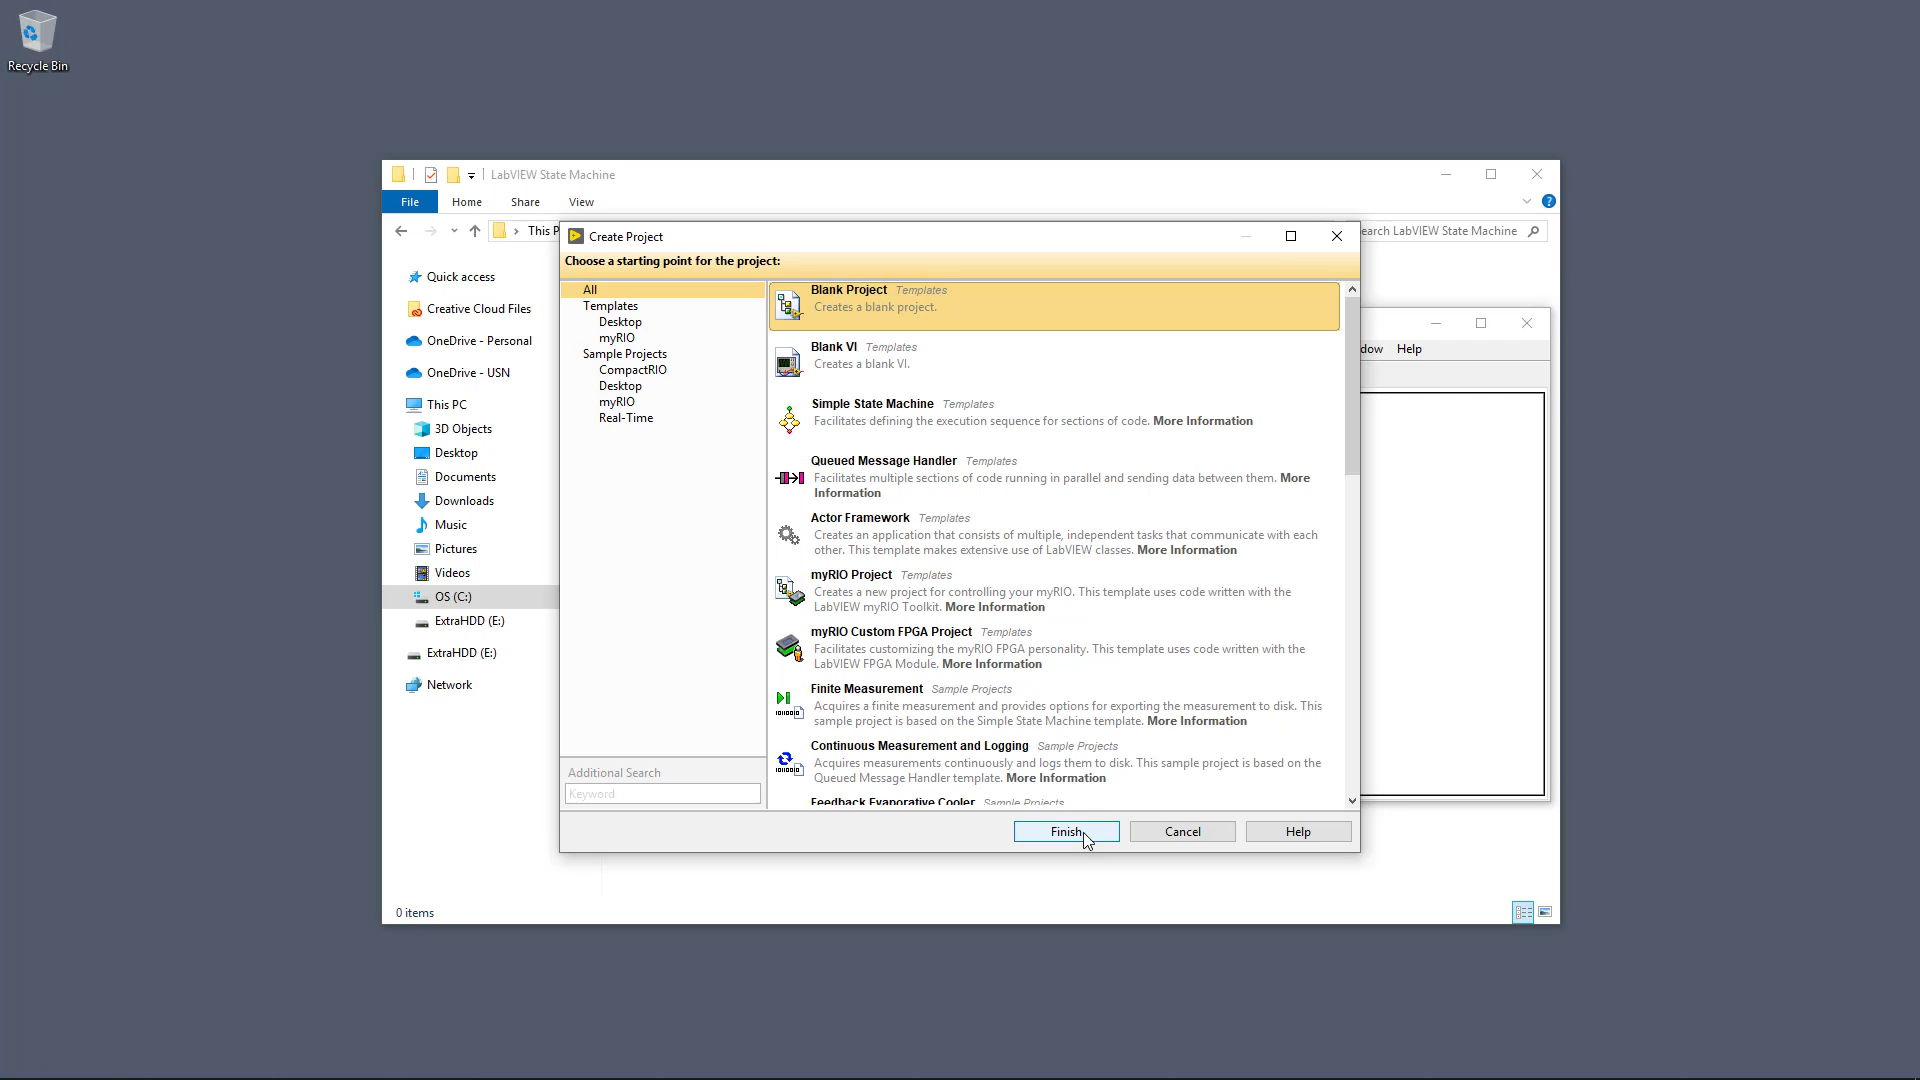 Recycle Bin
LabVIEW State Machine
File Home Share View
This P
earch LabVIEW State Machine
Quick access
Creative Cloud Files
OneDrive - Personal
OneDrive - USN
This PC
3D Objects
Desktop
Documents
Downloads
Music
Pictures
Videos
OS (C:)
ExtraHDD (E:)
ExtraHDD (E:)
Network
0 items
Create Project
Choose a starting point for the project:
All
Templates
Desktop
myRIO
Sample Projects
CompactRIO
Desktop
myRIO
Real-Time
Additional Search
Keyword
Blank Project Templates
Creates a blank project.
Blank VI Templates
Creates a blank VI.
Simple State Machine Templates
Facilitates defining the execution sequence for sections of code. More Information
Queued Message Handler Templates
Facilitates multiple sections of code running in parallel and sending data between them. More
Information
Actor Framework Templates
Creates an application that consists of multiple, independent tasks that communicate with each
other. This template makes extensive use of LabVIEW classes. More Information
myRIO Project Templates
Creates a new project for controlling your myRIO. This template uses code written with the
LabVIEW myRIO Toolkit. More Information
myRIO Custom FPGA Project Templates
Facilitates customizing the myRIO FPGA personality. This template uses code written with the
LabVIEW FPGA Module. More Information
Finite Measurement Sample Projects
Acquires a finite measurement and provides options for exporting the measurement to disk. This
sample project is based on the Simple State Machine template. More Information
Continuous Measurement and Logging Sample Projects
Acquires measurements continuously and logs them to disk. This sample project is based on the
Queued Message Handler template. More Information
Feedback Evaporative Cooler Sample Projects
Finish Cancel Help
dow Help